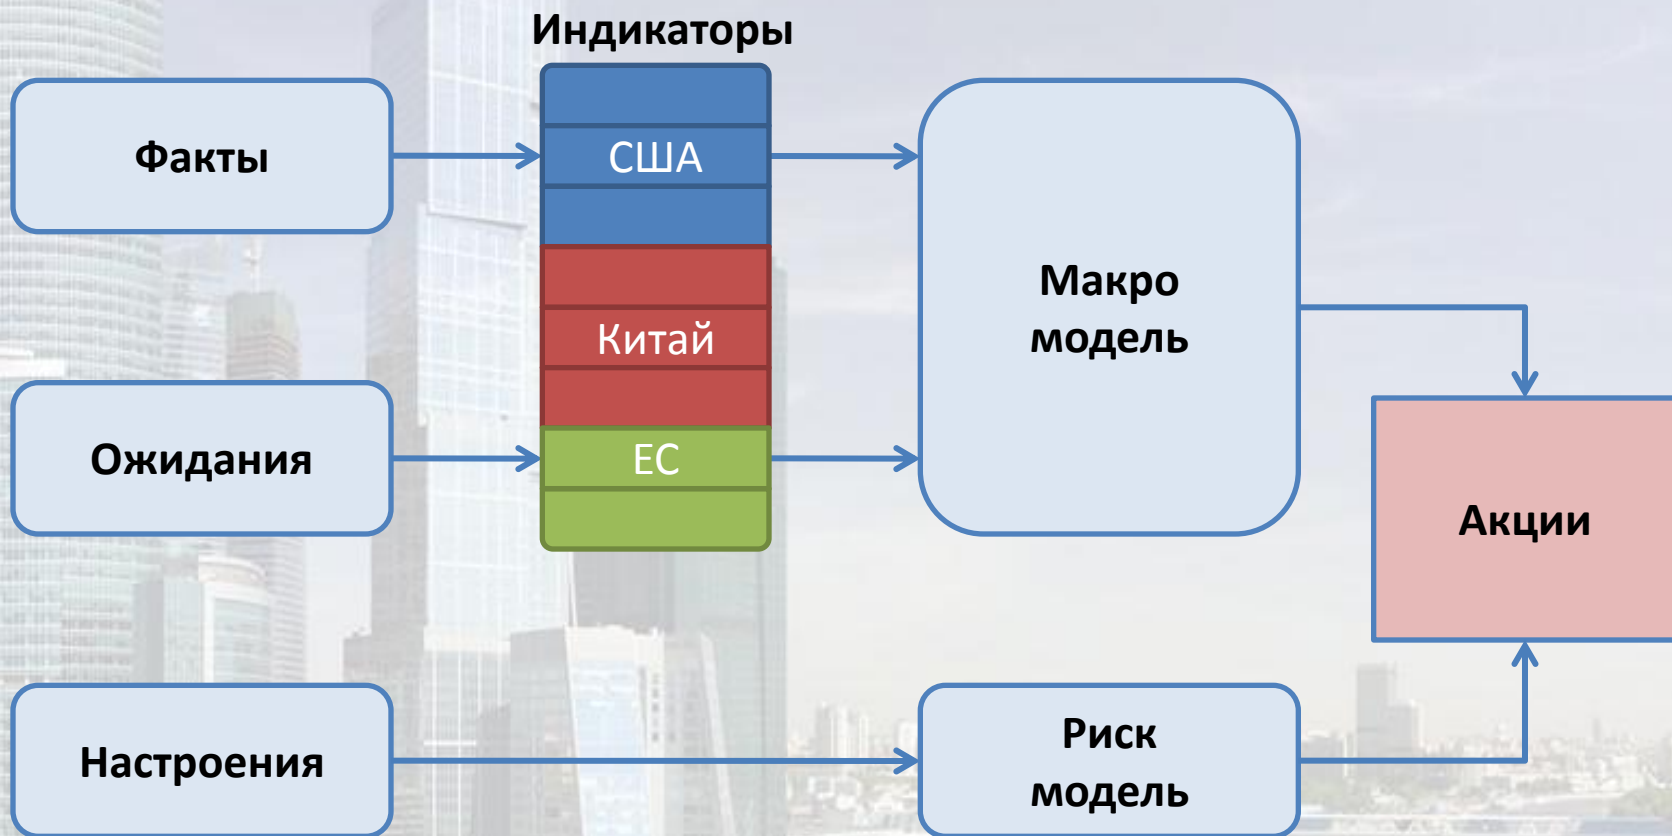 Индикаторы
Факты
США
Макро
модель
Китай
Ожидания
ЕС
Акции
Настроения
Риск
модель